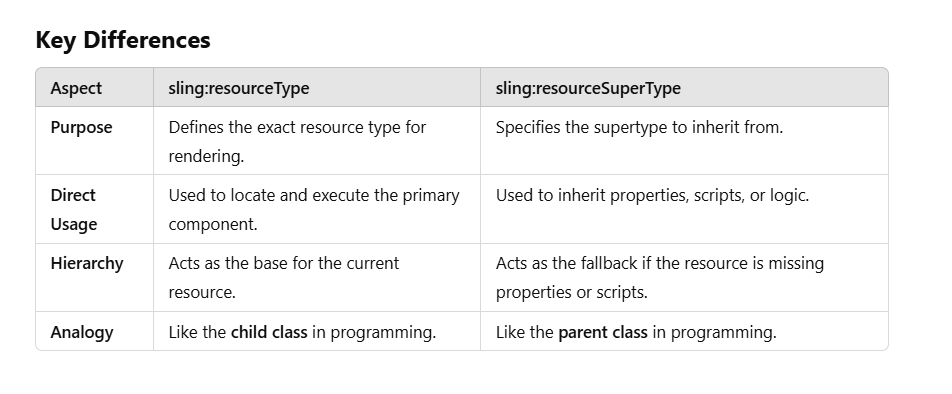 Key Differences
Aspect sling:resourceType sling:resourceSuperType
Purpose Defines the exact resource type for Specifies the supertype to inherit from.
rendering.
Direct Used to locate and execute the primary Used to inherit properties, scripts, or logic.
Usage component.
Hierarchy Acts as the base for the current Acts as the fallback if the resource is missing
resource. properties or scripts.
Analogy Like the child class in programming. Like the parent class in programming.